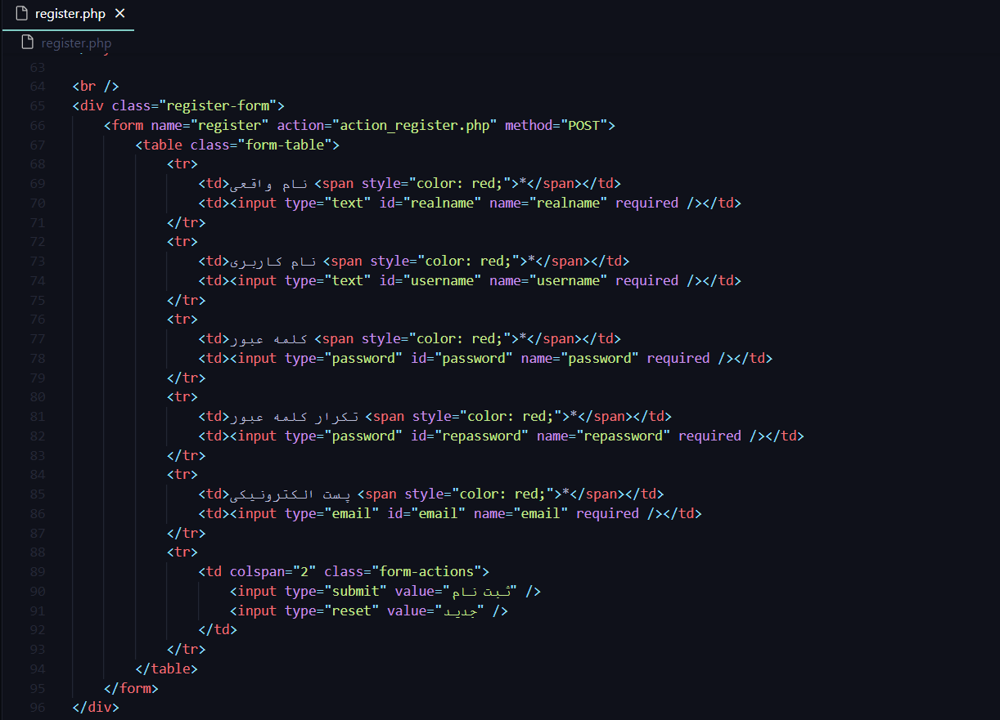 register.php
register.php
63
64 <br />
65 <div class="register-form">
66 <form name="register" action="action_register.php" method="POST">
67 <table class="form-table">
68 <tr>
69 <td>نام واقعی <span style="color: red;">*</span></td>
70 <td><input type="text" id="realname" name="realname" required /></td>
71 </tr>
72 <tr>
73 <td>نام کاربری <span style="color: red;">*</span></td>
74 <td><input type="text" id="username" name="username" required /></td>
75 </tr>
76 <tr>
77 <td>کلمه عبور <span style="color: red;">*</span></td>
78 <td><input type="password" id="password" name="password" required /></td>
79 </tr>
80 <tr>
81 <td>تکرار کلمه عبور <span style="color: red;">*</span></td>
82 <td><input type="password" id="repassword" name="repassword" required /></td>
83 </tr>
84 <tr>
85 <td>پست الکترونیکی <span style="color: red;">*</span></td>
86 <td><input type="email" id="email" name="email" required /></td>
87 </tr>
88 <tr>
89 <td colspan="2" class="form-actions">
90 <input type="submit" value="ثبت نام" />
91 <input type="reset" value="جدید" />
92 </td>
93 </tr>
94 </table>
95 </form>
96 </div>